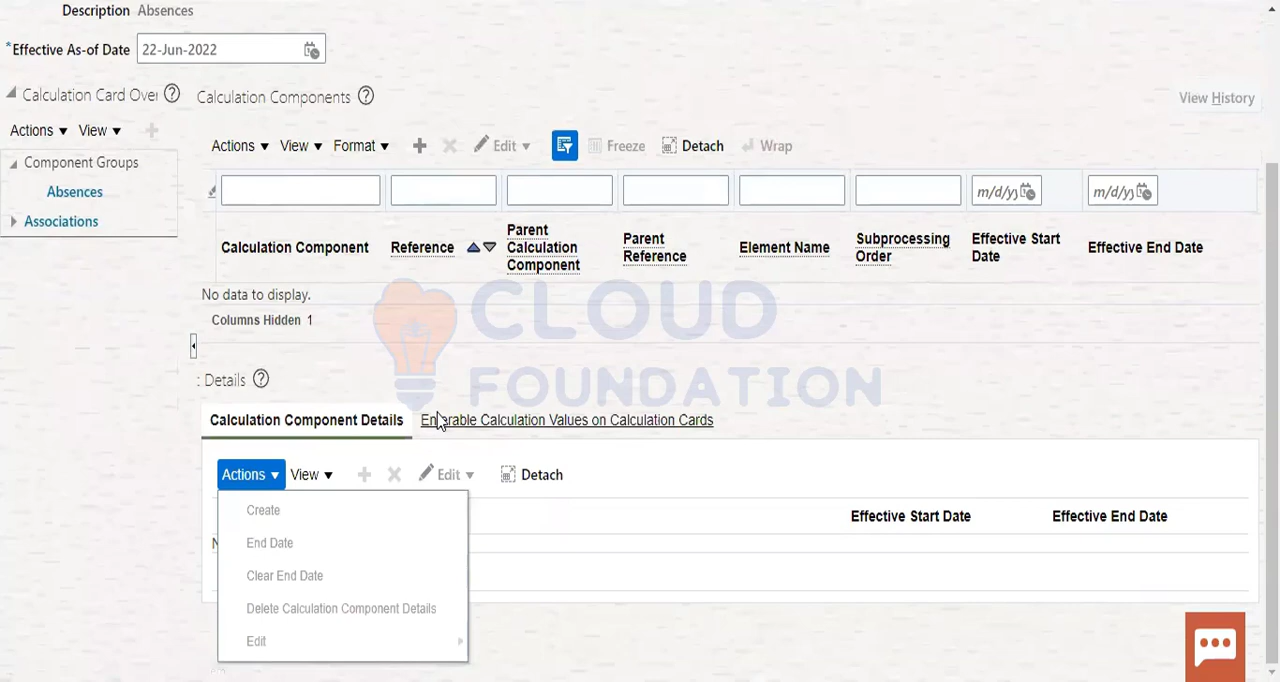 Description Absences
*Effective As-of Date 22-Jun-2022
Calculation Card Over
Calculation Components
View History
Actions View
Actions View Format Edit Freeze Detach Wrap
Component Groups
Absences
Associations
m/d/y m/d/y
Calculation Component Reference Parent Calculation Component Parent Reference Element Name Subprocessing Order Effective Start Date Effective End Date
No data to display.
Columns Hidden 1
CLOUD
FOUNDATION
: Details
Calculation Component Details Enterable Calculation Values on Calculation Cards
Actions View Edit Detach
Effective Start Date Effective End Date
Create
End Date
Clear End Date
Delete Calculation Component Details
Edit